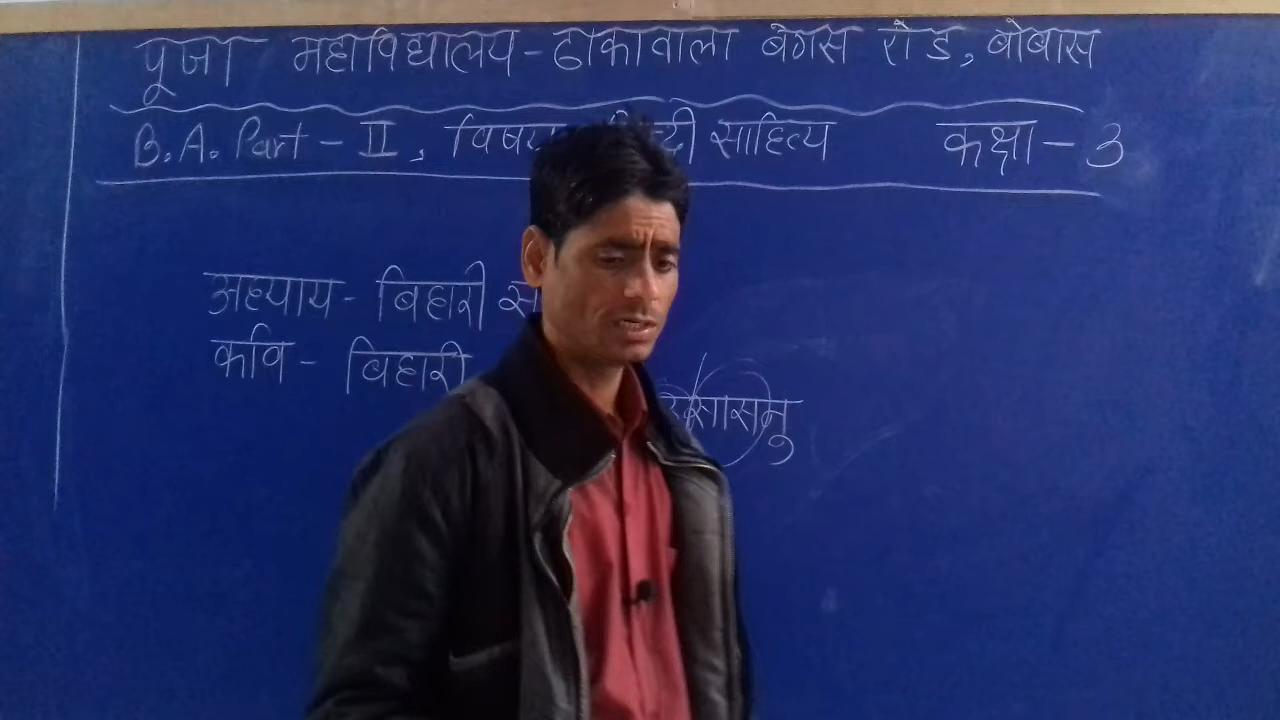 पूजा महाविद्यालय-ढाकावाला बेगस रोड, बोबास
B.A. Part - II, विषय साहित्य कक्षा - 3
अध्याय - बिहारी
कवि - बिहारी